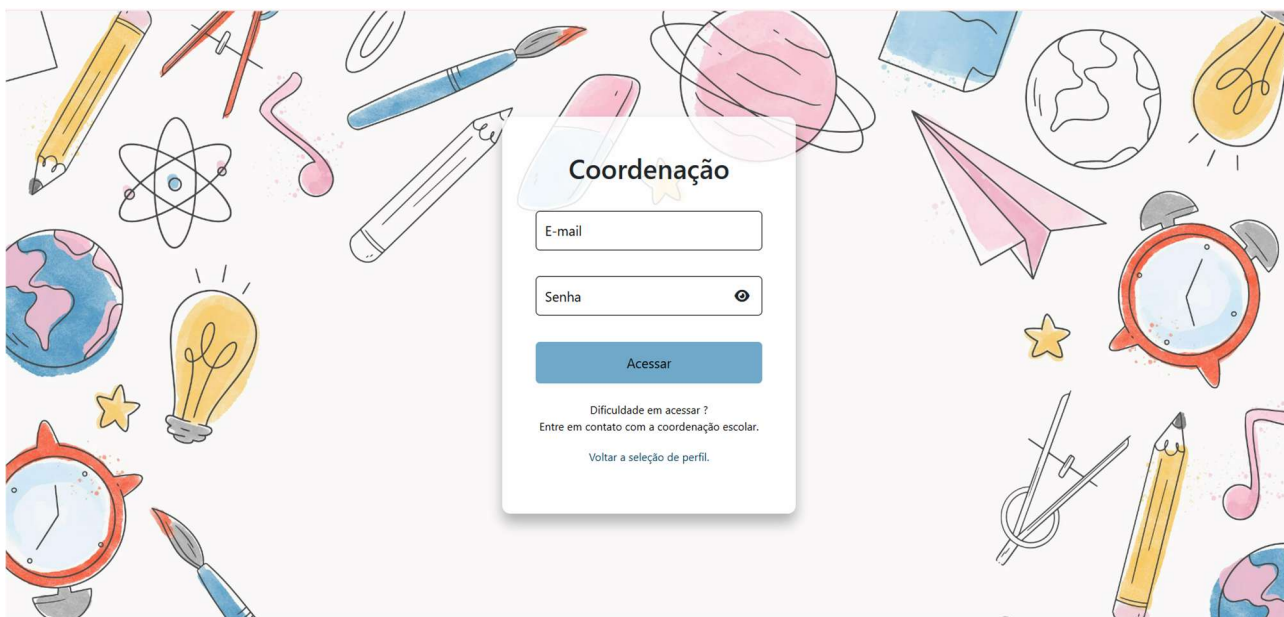 Coordenação
E-mail
Senha
Acessar
Dificuldade em acessar ?
Entre em contato com a coordenação escolar.
Voltar a seleção de perfil.